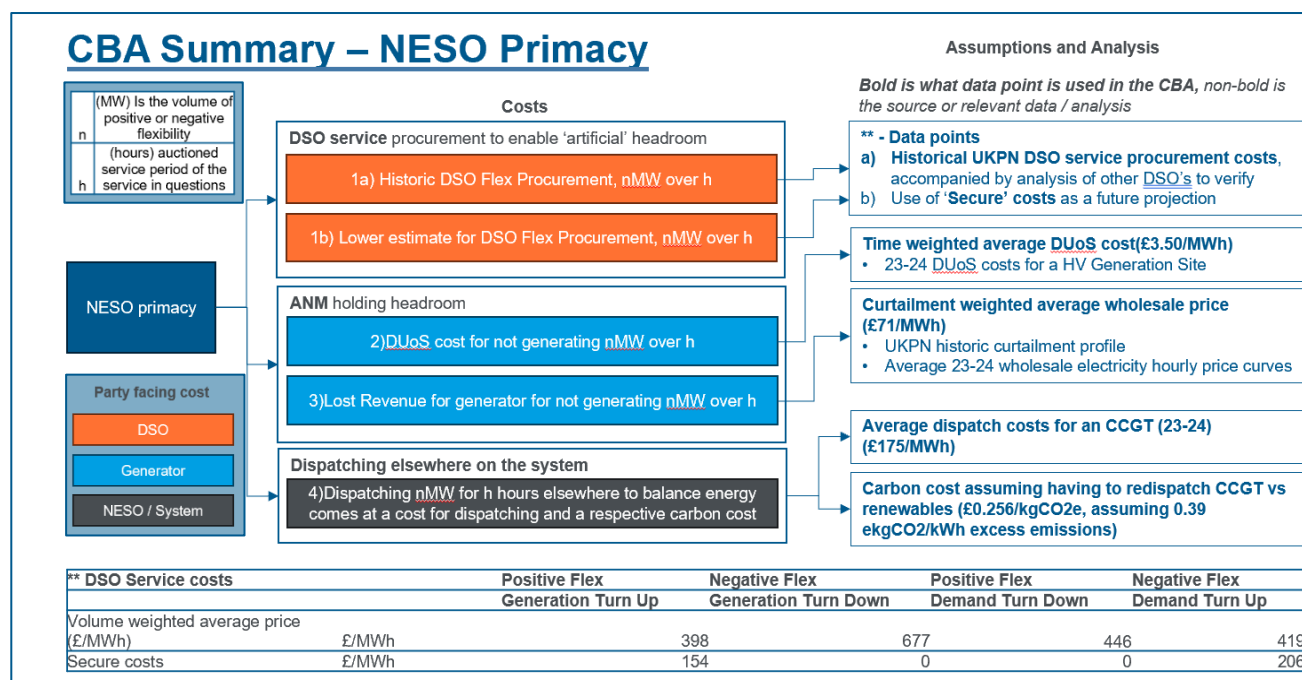 CBA Summary – NESO Primacy
n
(MW) Is the volume of
positive or negative
flexibility
h
(hours) auctioned
service period of the
service in questions
NESO primacy
Party facing cost
DSO
Generator
NESO / System
Costs
DSO service procurement to enable ‘artificial’ headroom
1a) Historic DSO Flex Procurement, nMW over h
1b) Lower estimate for DSO Flex Procurement, nMW over h
ANM holding headroom
2)DUoS cost for not generating nMW over h
3)Lost Revenue for generator for not generating nMW over h
Dispatching elsewhere on the system
4)Dispatching nMW for h hours elsewhere to balance energy
comes at a cost for dispatching and a respective carbon cost
Assumptions and Analysis
Bold is what data point is used in the CBA, non-bold is
the source or relevant data / analysis
** - Data points
a) Historical UKPN DSO service procurement costs,
accompanied by analysis of other DSO’s to verify
b) Use of ‘Secure’ costs as a future projection
Time weighted average DUoS cost(£3.50/MWh)
• 23-24 DUoS costs for a HV Generation Site
Curtailment weighted average wholesale price
(£71/MWh)
• UKPN historic curtailment profile
• Average 23-24 wholesale electricity hourly price curves
Average dispatch costs for an CCGT (23-24)
(£175/MWh)
Carbon cost assuming having to redispatch CCGT vs
renewables (£0.256/kgCO2e, assuming 0.39
ekgCO2/kWh excess emissions)
** DSO Service costs Positive Flex Negative Flex Positive Flex Negative Flex
Generation Turn Up Generation Turn Down Demand Turn Down Demand Turn Up
Volume weighted average price
(£/MWh) £/MWh 398 677 446 419
Secure costs £/MWh 154 0 0 206